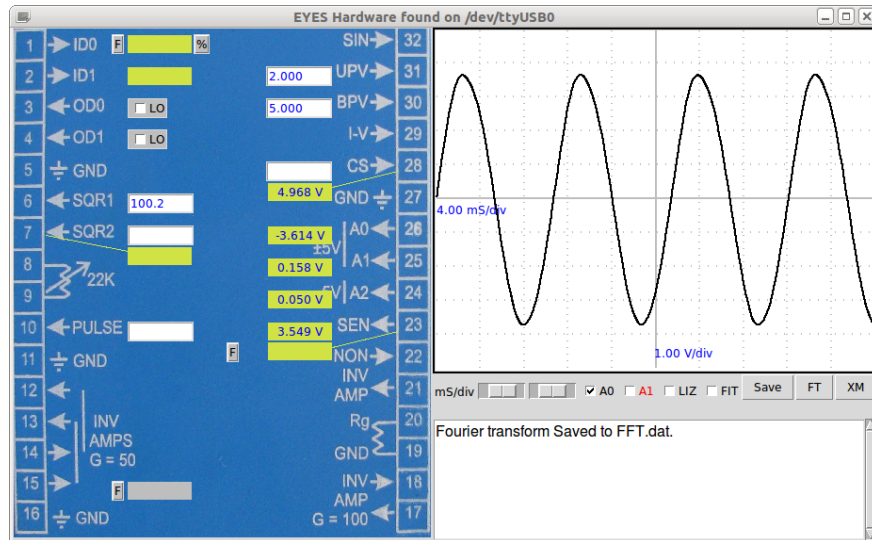 EYES Hardware found on /dev/ttyUSB0
1 ID0 F % SIN 32
2 ID1 2.000 UPV 31
3 OD0 LO 5.000 BPV 30
4 OD1 LO I-V 29
5 GND CS 28
4.968 V
6 SQR1 100.2 GND 27
7 SQR2 -3.614 V A0 26
±5V
8 0.158 V A1 25
22K
9 0.050 V 5V A2 24
10 PULSE 3.549 V SEN 23
11 GND F NON 22
12 INV AMP 21
13 INV Rg 20
14 AMPS GND 19
G = 50
15 INV 18
F AMP
16 GND G = 100 17
4.00 mS/div
1.00 V/div
mS/div A0 A1 LIZ FIT Save FT XM
Fourier transform Saved to FFT.dat.